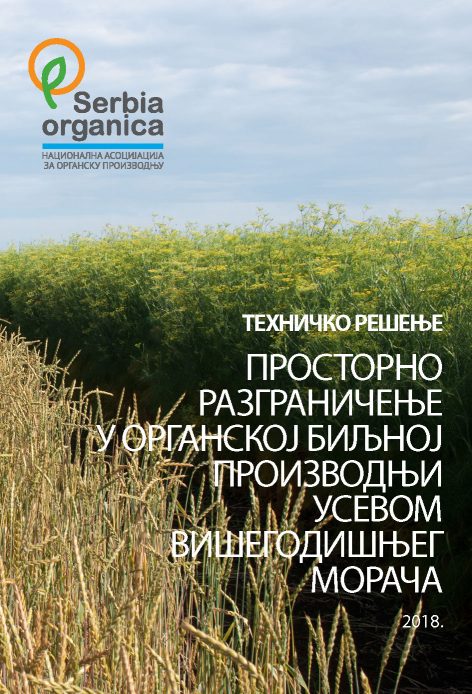 Serbia
organica
НАЦИОНАЛНА АСОЦИЈАЦИЈА
ЗА ОРГАНСКУ ПРОИЗВОДЊУ
ТЕХНИЧКО РЕШЕЊЕ
ПРОСТОРНО
РАЗГРАНИЧЕЊЕ
У ОРГАНСКОЈ БИЉНОЈ
ПРОИЗВОДЊИ
УСЕВОМ
ВИШЕГОДИШЊЕГ
МОРАЧА
2018.